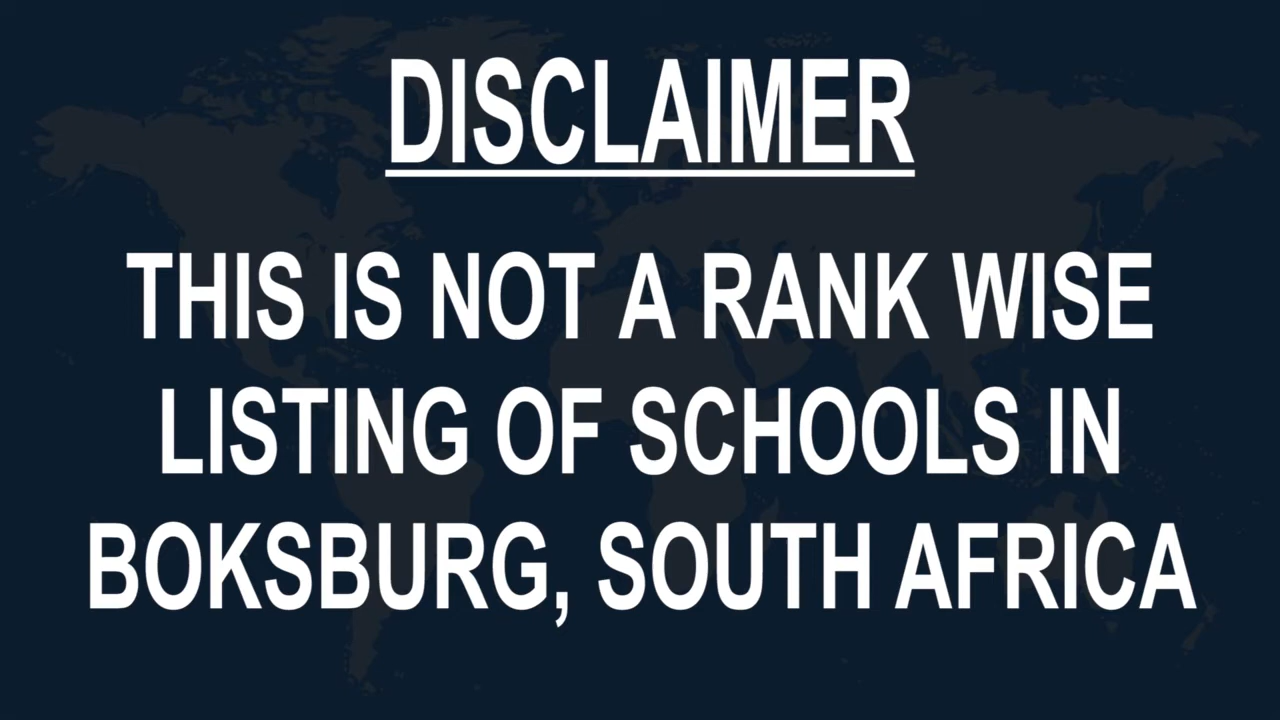 DISCLAIMER
THIS IS NOT A RANK WISE
LISTING OF SCHOOLS IN
BOKSBURG, SOUTH AFRICA